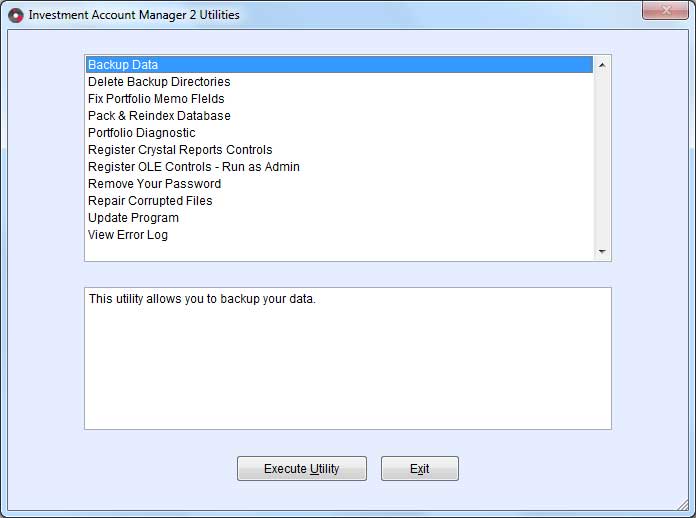 Investment Account Manager 2 Utilities
Backup Data
Delete Backup Directories
Fix Portfolio Memo FIelds
Pack & Reindex Database
Portfolio Diagnostic
Register Crystal Reports Controls
Register OLE Controls - Run as Admin
Remove Your Password
Repair Corrupted Files
Update Program
View Error Log
This utility allows you to backup your data.
Execute Utility Exit